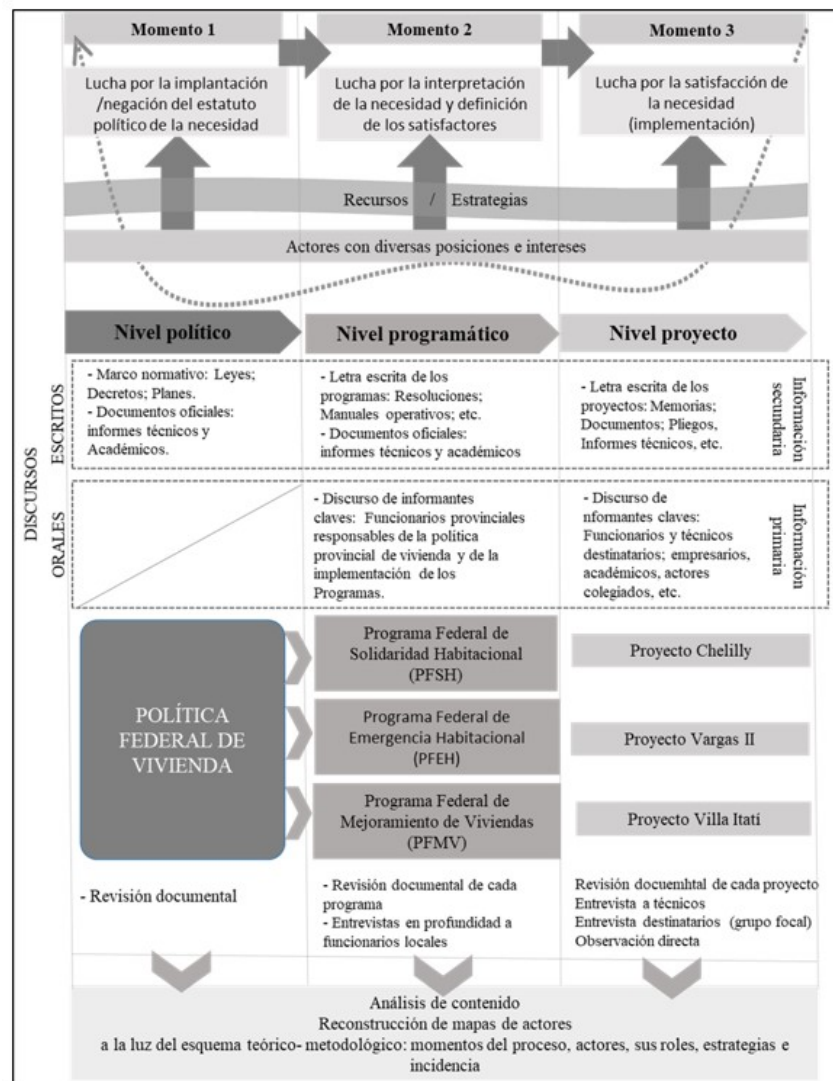 Momento 1
Momento 2
Momento 3
Lucha por la implantación
/negación del estatuto
político de la necesidad
Lucha por la interpretación
de la necesidad y definición
de los satisfactores
Lucha por la satisfacción de
la necesidad
(implementación)
Recursos / Estrategias
Actores con diversas posiciones e intereses
Nivel político
Nivel programático
Nivel proyecto
DISCURSOS
ESCRITOS
- Marco normativo: Leyes;
Decretos; Planes.
- Documentos oficiales:
informes técnicos y
Académicos.
- Letra escrita de los
programas: Resoluciones;
Manuales operativos; etc.
- Documentos oficiales:
informes técnicos y académicos
- Letra escrita de los
proyectos: Memorias;
Documentos; Pliegos,
Informes técnicos, etc.
Información
secundaria
ORALES
- Discurso de informantes
claves: Funcionarios provinciales
responsables de la política
provincial de vivienda y de la
implementación de los
Programas.
- Discurso de
nformantes claves:
Funcionarios y técnicos
destinatarios; empresarios,
académicos, actores
colegiados, etc.
Información
primaria
POLÍTICA
FEDERAL DE
VIVIENDA
Programa Federal de
Solidaridad Habitacional
(PFSH)
Programa Federal de
Emergencia Habitacional
(PFEH)
Programa Federal de
Mejoramiento de Viviendas
(PFMV)
Proyecto Chelilly
Proyecto Vargas II
Proyecto Villa Itatí
- Revisión documental
- Revisión documental de cada
programa
- Entrevistas en profundidad a
funcionarios locales
Revisión docuemhtal de cada proyecto
Entrevista a técnicos
Entrevista destinatarios (grupo focal)
Observación directa
Análisis de contenido
Reconstrucción de mapas de actores
a la luz del esquema teórico- metodológico: momentos del proceso, actores, sus roles, estrategias e
incidencia